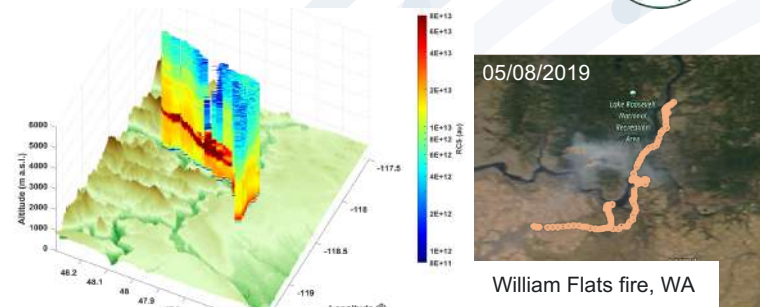 8E+13
6E+13
4E+13
2E+13
1E+13
8E+12
6E+12
4E+12
2E+12
1E+12
8E+11
RCS (au)
6000
5000
4000
3000
2000
1000
0
Altitude (m a.s.l.)
-117.5
-118
-118.5
-119
48.2
48.1
48
47.9
05/08/2019
Lake Roosevelt
National
Recreation
Area
William Flats fire, WA